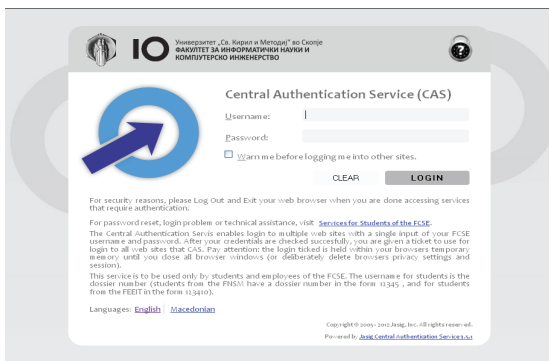 Универзитет „Св. Кирил и Методиј" во Скопје
ФАКУЛТЕТ ЗА ИНФОРМАТИЧКИ НАУКИ И
КОМПЈУТЕРСКО ИНЖЕНЕРСТВО
Central Authentication Service (CAS)
Username:
Password:
Warn me before logging me into other sites.
CLEAR LOGIN
For security reasons, please Log Out and Exit your web browser when you are done accessing services
that require authentication!
For password reset, login problem or technical assistance, visit Services for Students of the FCSE.
The Central Authentication Servis enables login to multiple web sites with a single input of your FCSE
username and password. After your credentials are checked succesfully, you are given a ticket to use for
login to all web sites that CAS. Pay attention: the login ticked is held within your browsers temporary
memory until you close all browser windows (or deliberately delete browsers privacy settings and
session).
This service is to be used only by students and employees of the FCSE. The username for students is the
dossier number (students from the FNSM have a dossier number in the form 11345 , and for students
from the FEEIT in the form 113410).
Languages: English | Macedonian
Copyright © 2005 - 2012 Jasig, Inc. All rights reserved.
Powered by Jasig Central Authentication Service 3.5.1